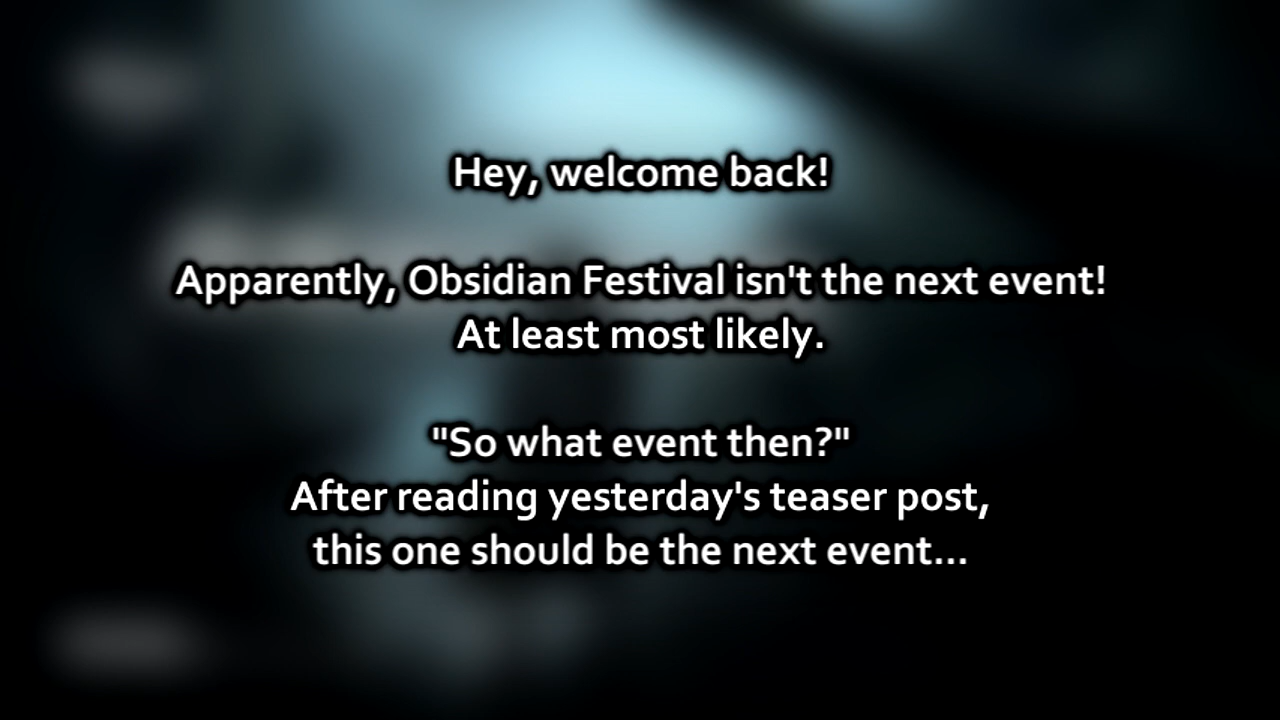 Hey, welcome back!
Apparently, Obsidian Festival isn't the next event!
At least most likely.
"So what event then?"
After reading yesterday's teaser post,
this one should be the next event...